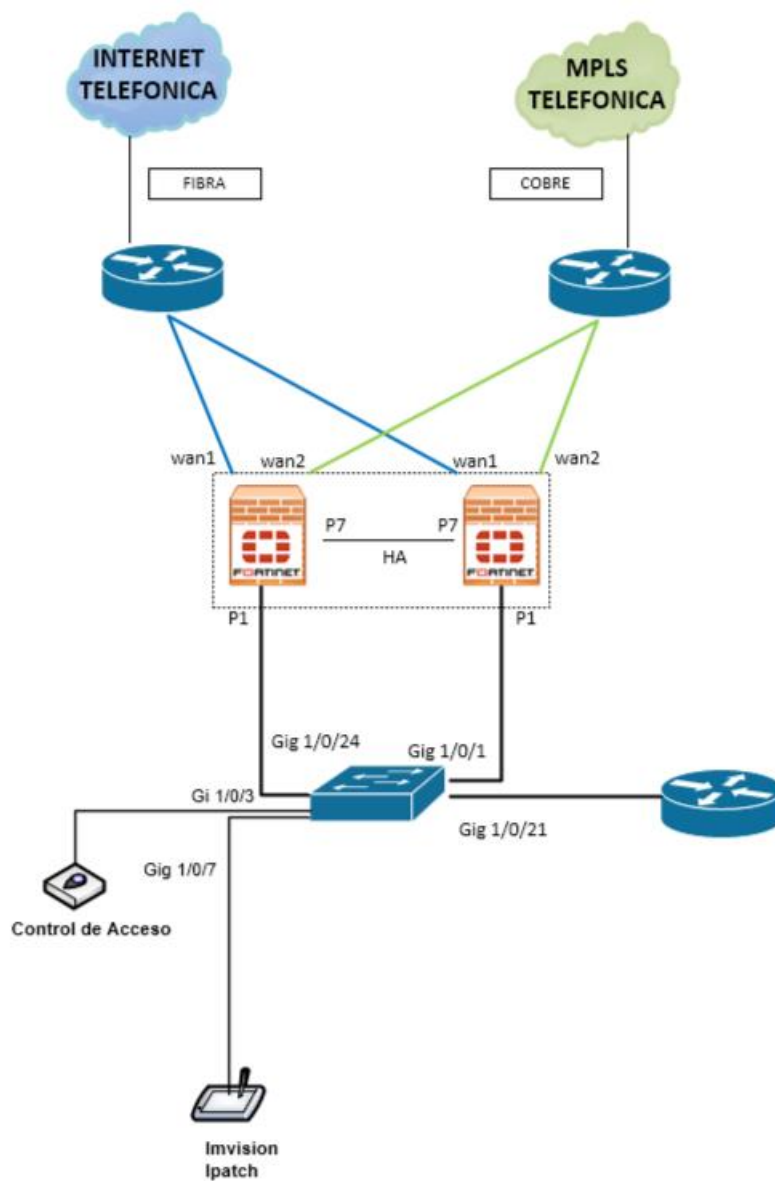 INTERNET
TELEFONICA
MPLS
TELEFONICA
FIBRA
COBRE
wan1
wan2
wan1
wan2
P7
P7
HA
FORTINET
FORTINET
P1
P1
Gig 1/0/24
Gig 1/0/1
Gi 1/0/3
Gig 1/0/21
Gig 1/0/7
Control de Acceso
Imvision
Ipatch